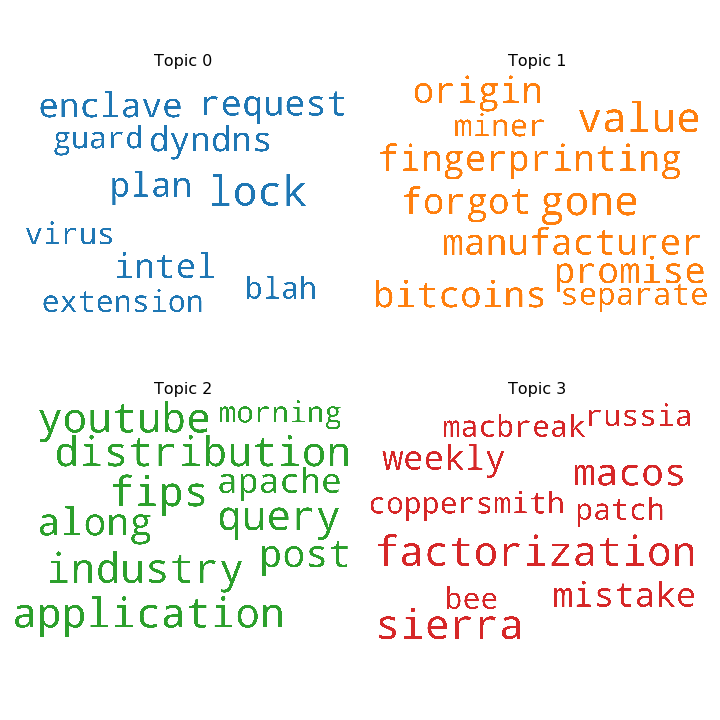 Topic 0
enclave request
guard dyndns
plan lock
virus
intel
blah
extension
Topic 1
origin
miner value
fingerprinting
forgot gone
manufacturer
promise
bitcoins separate
Topic 2
youtube morning
distribution
fips apache
along query
industry post
application
Topic 3
macbreak russia
weekly macos
coppersmith patch
factorization
bee mistake
sierra